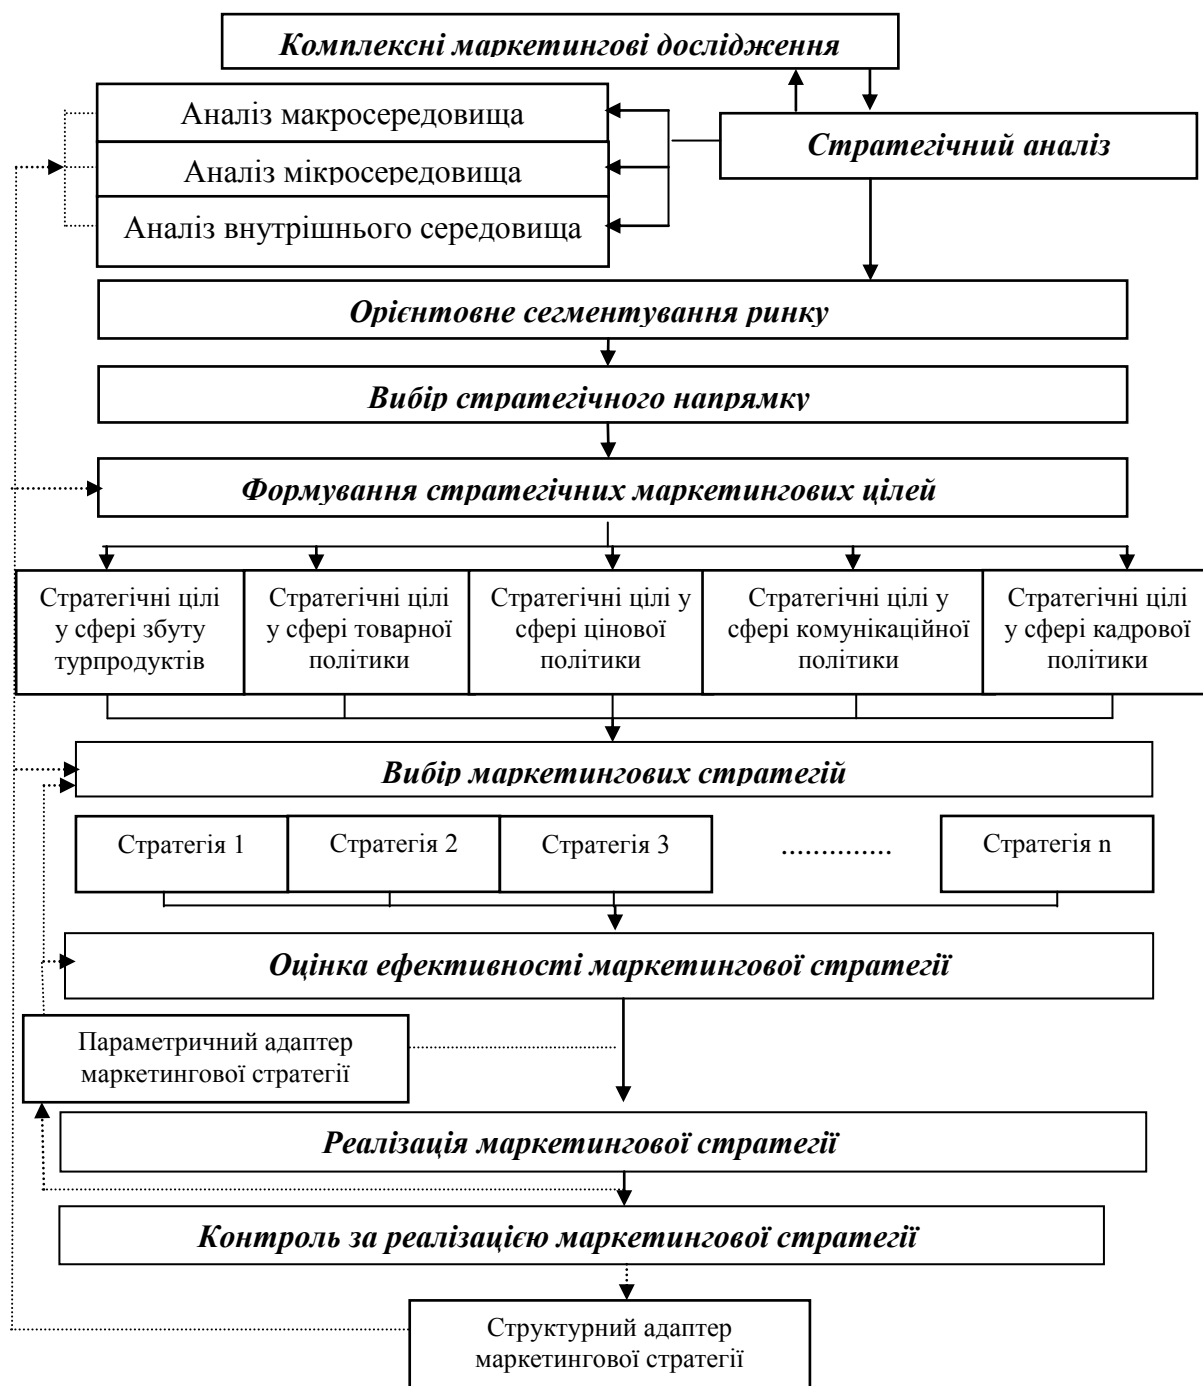 Комплексні маркетингові дослідження
Аналіз макросередовища
Стратегічний аналіз
Аналіз мікросередовища
Аналіз внутрішнього середовища
Орієнтовне сегментування ринку
Вибір стратегічного напрямку
Формування стратегічних маркетингових цілей
Стратегічні цілі
у сфері збуту
турпродуктів
Стратегічні цілі
у сфері товарної
політики
Стратегічні цілі у
сфері цінової
політики
Стратегічні цілі у
сфері комунікаційної
політики
Стратегічні цілі
у сфері кадрової
політики
Вибір маркетингових стратегій
Стратегія 1
Стратегія 2
Стратегія 3
..............
Стратегія n
Оцінка ефективності маркетингової стратегії
Параметричний адаптер
маркетингової стратегії
Реалізація маркетингової стратегії
Контроль за реалізацією маркетингової стратегії
Структурний адаптер
маркетингової стратегії